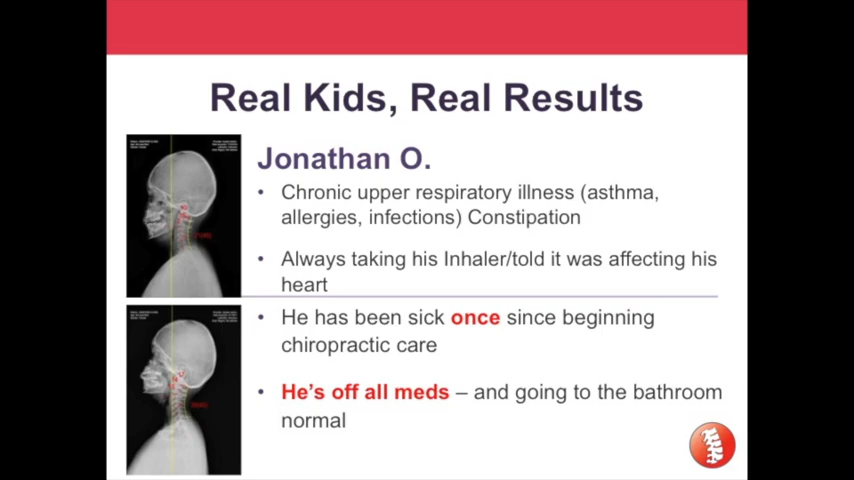 Real Kids, Real Results
Jonathan O.
• Chronic upper respiratory illness (asthma,
allergies, infections) Constipation
• Always taking his Inhaler/told it was affecting his
heart
• He has been sick once since beginning
chiropractic care
• He's off all meds – and going to the bathroom
normal